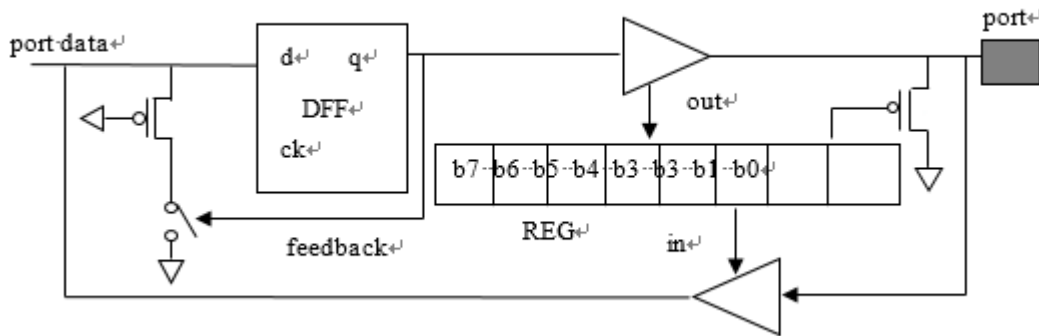 port
port data↵
d q↵
DFF↵
ck↵
out↵
b7 b6 b5 b4 b3 b3 b1 b0↵
REG↵
in↵
feedback↵